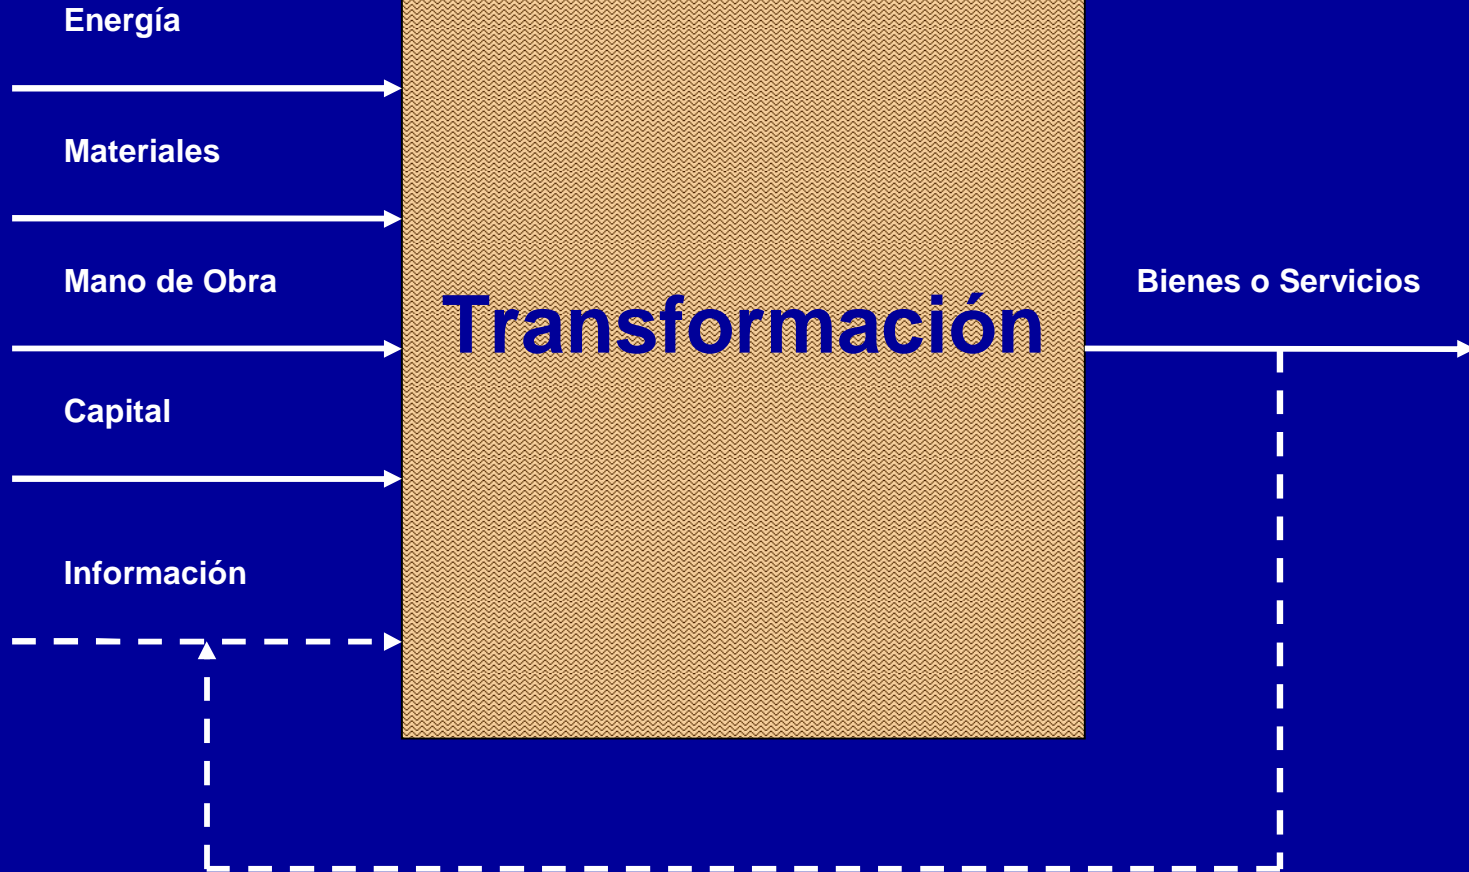 Energía
Materiales
Mano de Obra
Capital
Información
Transformación
Bienes o Servicios